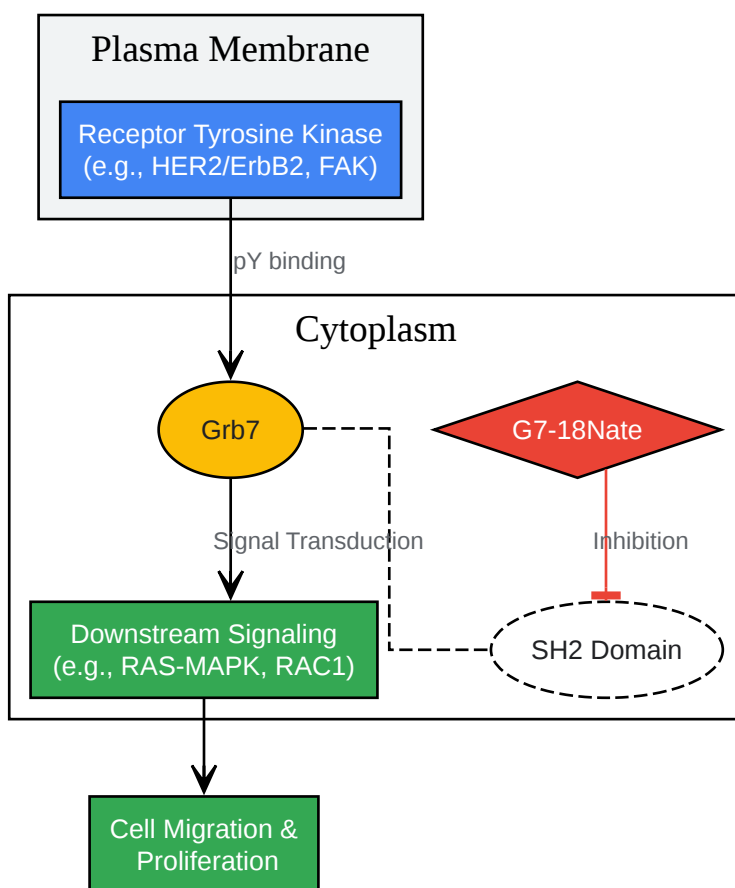 Plasma Membrane
Receptor Tyrosine Kinase
(e.g., HER2/ErbB2, FAK)
pY binding
Cytoplasm
Grb7
G7-18Nate
Signal Transduction
Inhibition
Downstream Signaling
(e.g., RAS-MAPK, RAC1)
SH2 Domain
Cell Migration &
Proliferation